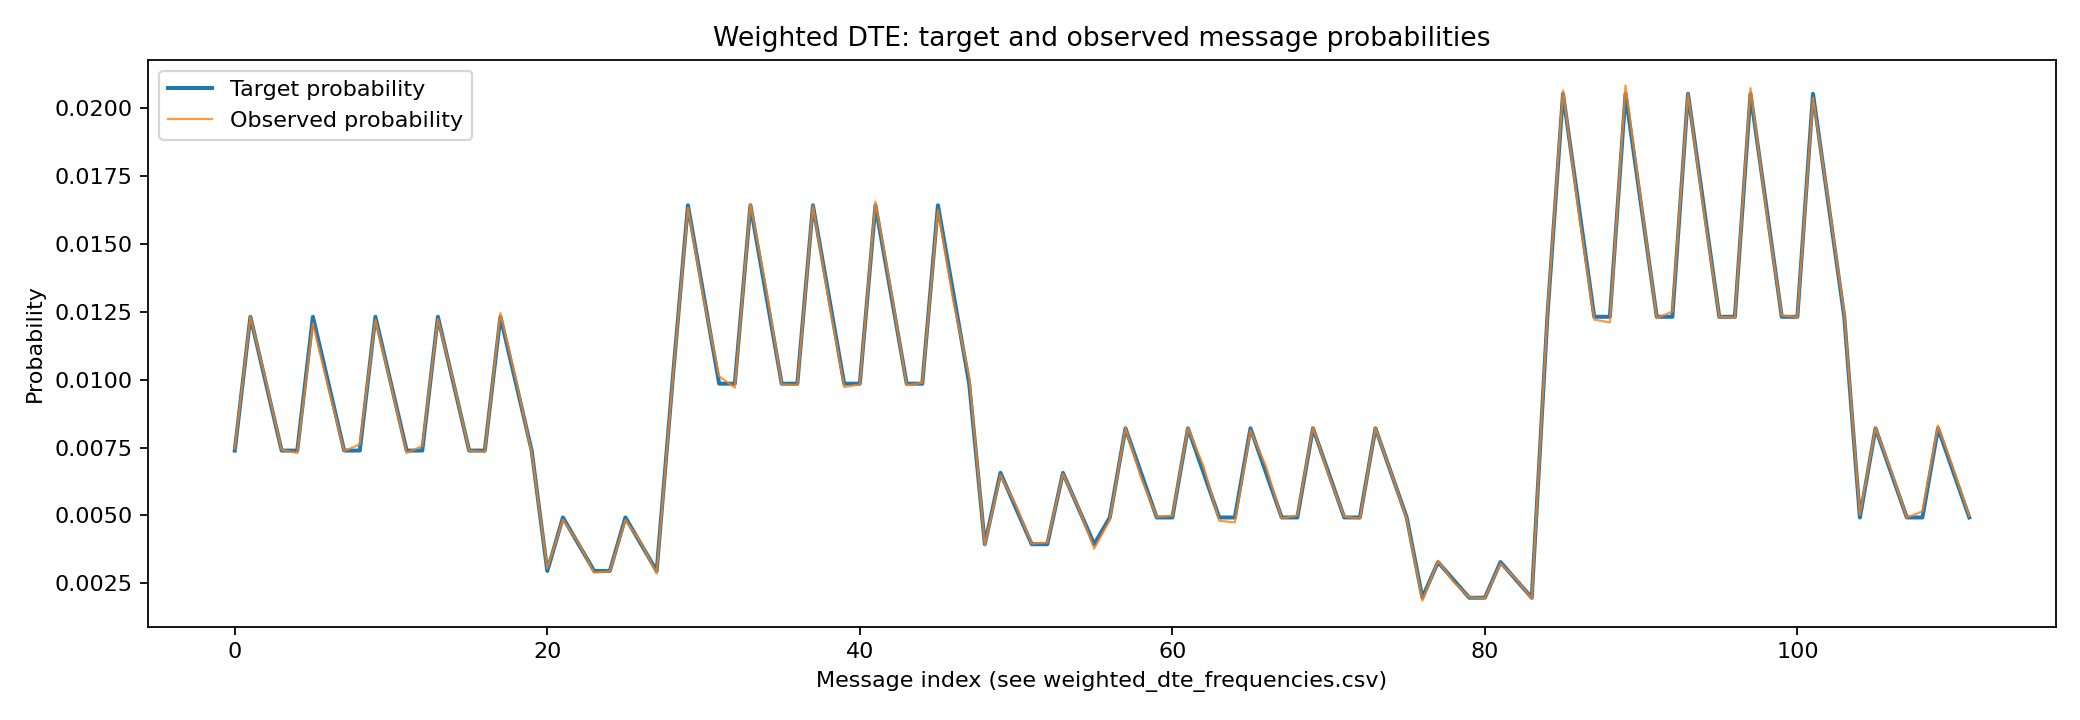 Weighted DTE: target and observed message probabilities
Target probability
Observed probability
0.0200
0.0175
0.0150
0.0125
0.0100
0.0075
0.0050
0.0025
Probability
0 20 40 60 80 100
Message index (see weighted_dte_frequencies.csv)